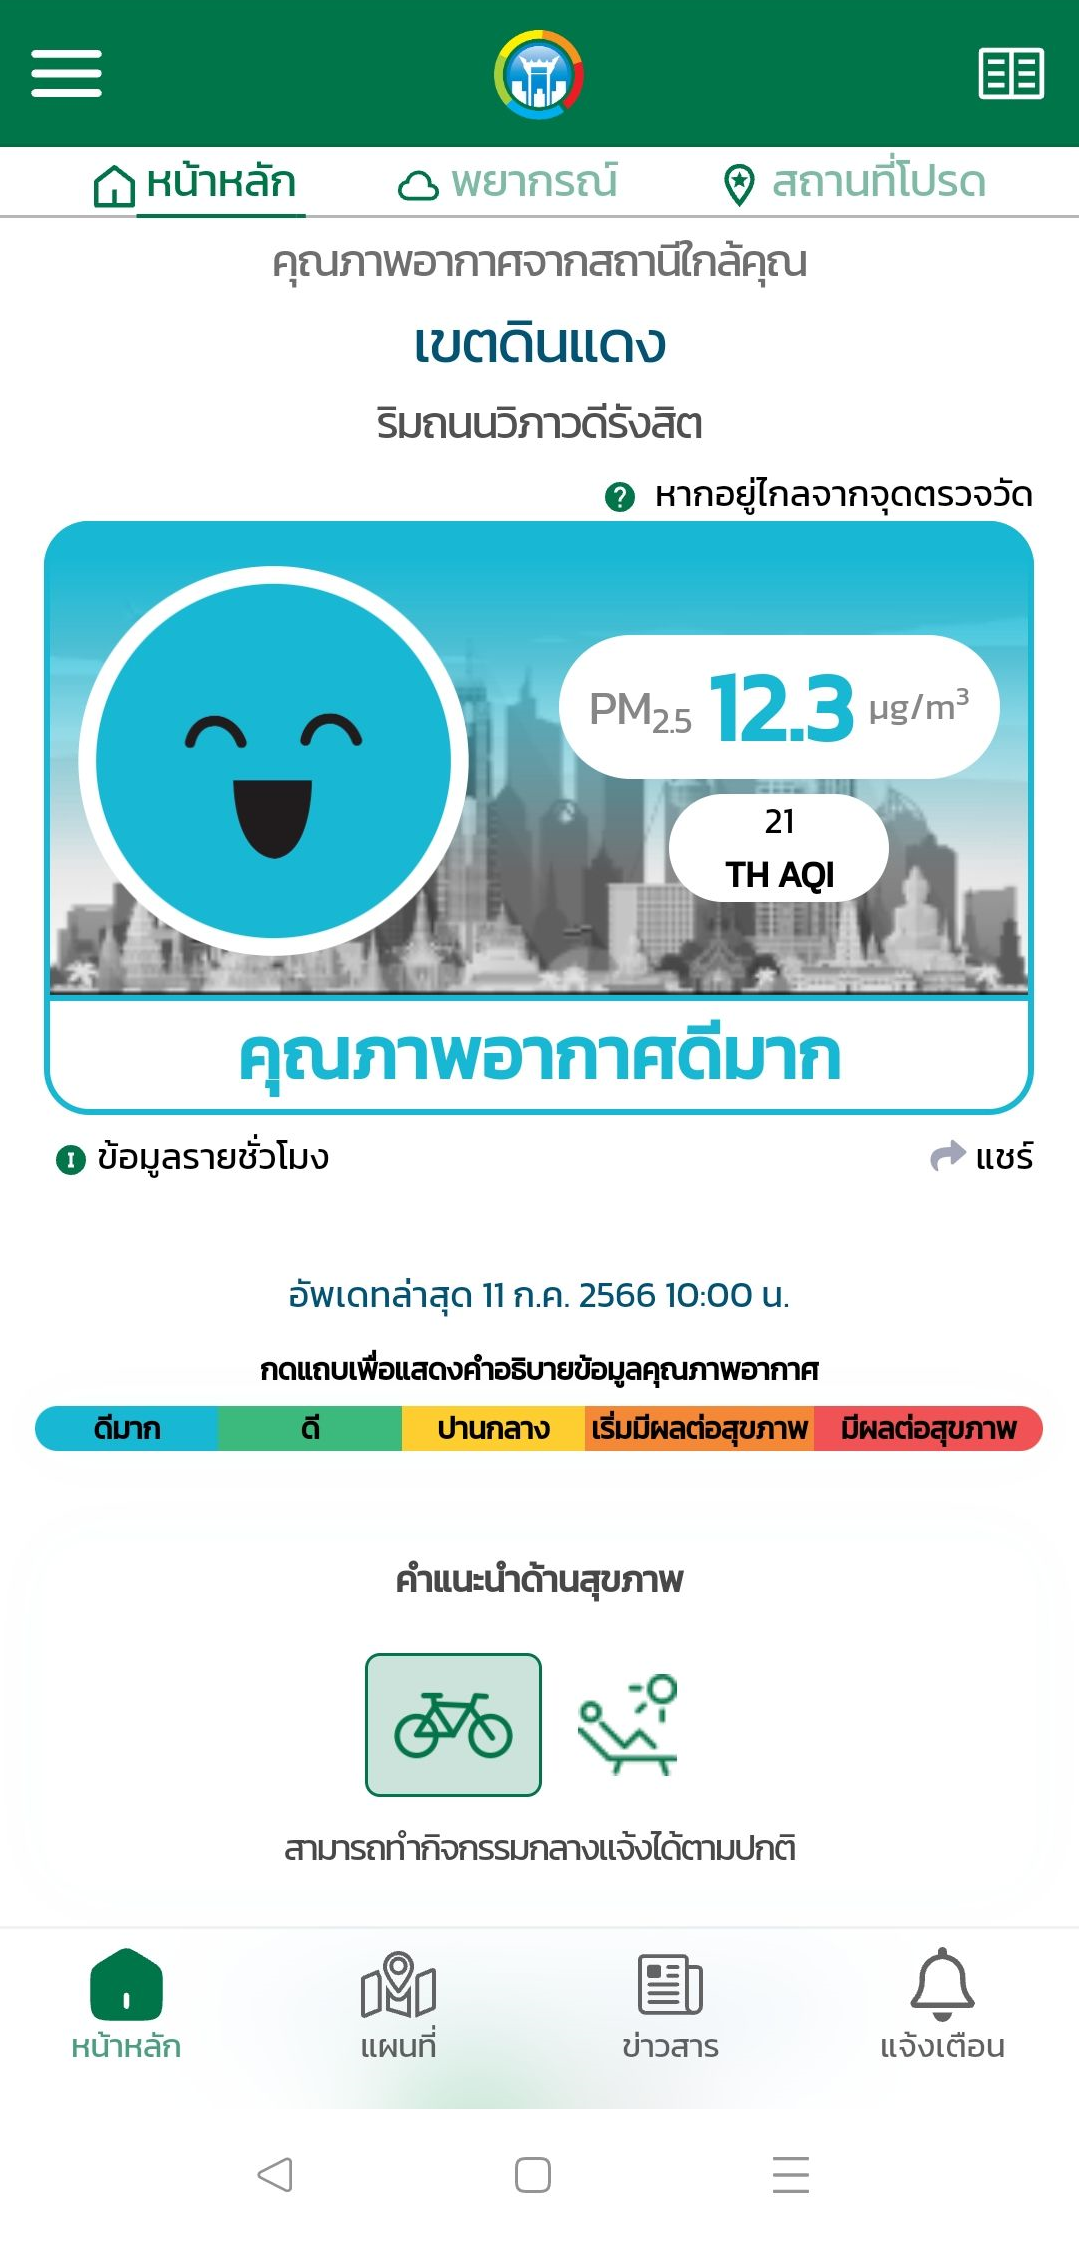 หน้าหลัก พยากรณ์ สถานที่โปรด
คุณภาพอากาศจากสถานีใกล้คุณ
เขตดินแดง
ริมถนนวิภาวดีรังสิต
? หากอยู่ไกลจากจุดตรวจวัด
PM2.5 12.3 µg/m³
21
TH AQI
คุณภาพอากาศดีมาก
ข้อมูลรายชั่วโมง แชร์
อัพเดทล่าสุด 11 ก.ค. 2566 10:00 น.
กดแถบเพื่อแสดงคำอธิบายข้อมูลคุณภาพอากาศ
ดีมาก ดี ปานกลาง เริ่มมีผลต่อสุขภาพ มีผลต่อสุขภาพ
คำแนะนำด้านสุขภาพ
สามารถทำกิจกรรมกลางแจ้งได้ตามปกติ
หน้าหลัก แผนที่ ข่าวสาร แจ้งเตือน